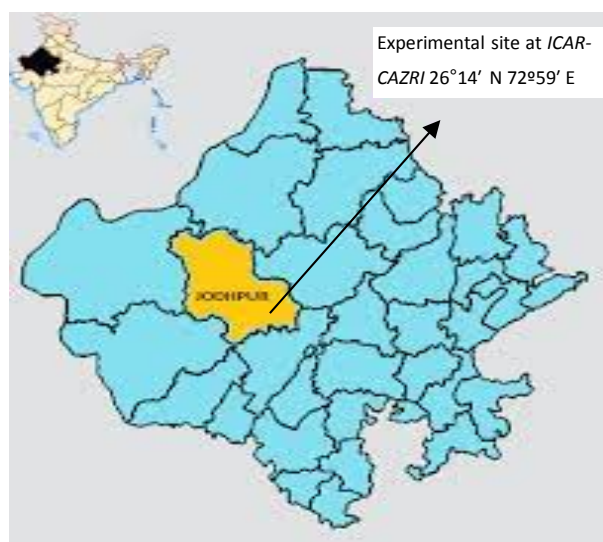 Experimental site at ICAR-
CAZRI 26°14′ N 72º59′ E
JODHPUR